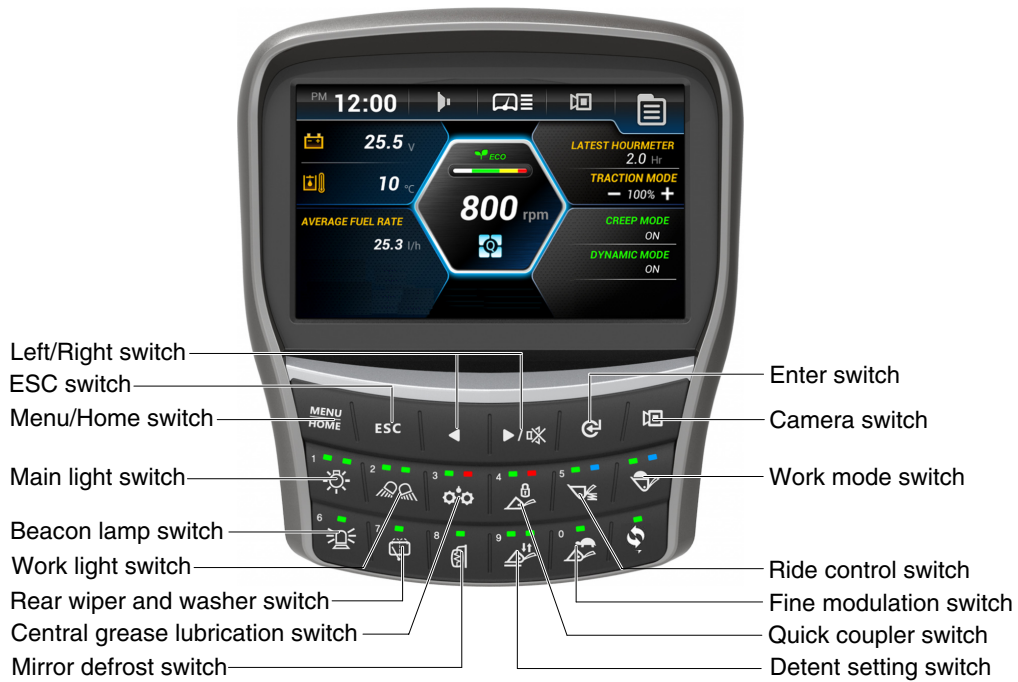 PM 12:00
25.5 V
10 °C
AVERAGE FUEL RATE
25.3 l/h
ECO
800 rpm
Q
LATEST HOURMETER
2.0 Hr
TRACTION MODE
— 100% +
CREEP MODE
ON
DYNAMIC MODE
ON
Left/Right switch
ESC switch
Menu/Home switch
Main light switch
Beacon lamp switch
Work light switch
Rear wiper and washer switch
Central grease lubrication switch
Mirror defrost switch
MENU
HOME
ESC
1
2
3
4
5
6
7
8
9
0
Enter switch
Camera switch
Work mode switch
Ride control switch
Fine modulation switch
Quick coupler switch
Detent setting switch